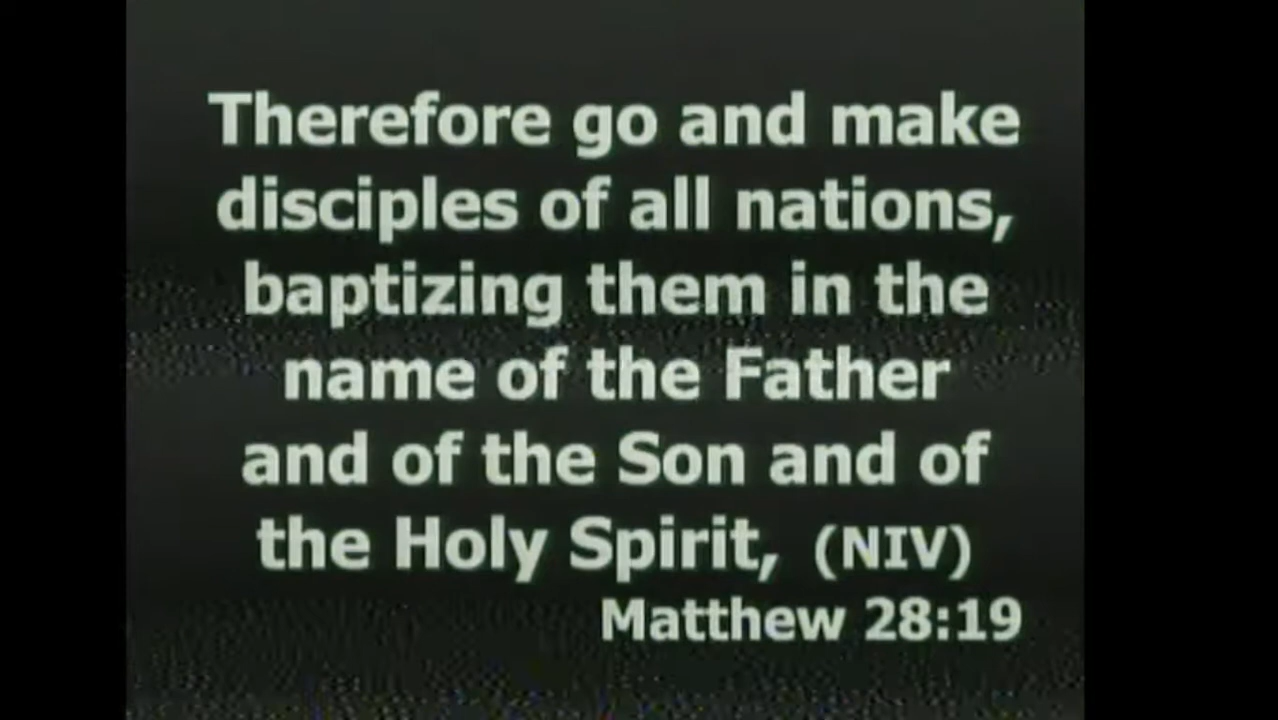 Therefore go and make
disciples of all nations,
baptizing them in the
name of the Father
and of the Son and of
the Holy Spirit, (NIV)
Matthew 28:19